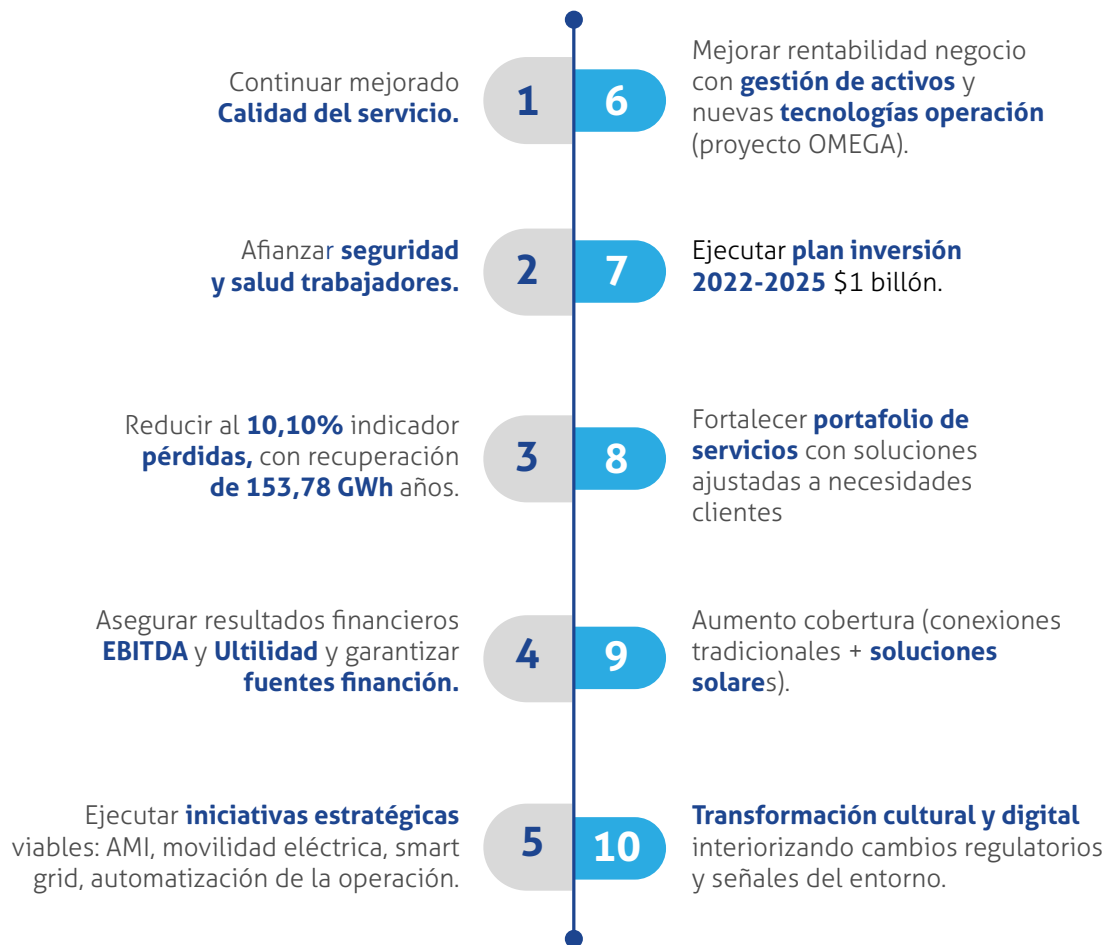 Continuar mejorado
Calidad del servicio.
1
Afianzar seguridad
y salud trabajadores.
2
Reducir al 10,10% indicador
pérdidas, con recuperación
de 153,78 GWh años.
3
Asegurar resultados financieros
EBITDA y Ultilidad y garantizar
fuentes financión.
4
Ejecutar iniciativas estratégicas
viables: AMI, movilidad eléctrica, smart
grid, automatización de la operación.
5
6
Mejorar rentabilidad negocio
con gestión de activos y
nuevas tecnologías operación
(proyecto OMEGA).
7
Ejecutar plan inversión
2022-2025 $1 billón.
8
Fortalecer portafolio de
servicios con soluciones
ajustadas a necesidades
clientes
9
Aumento cobertura (conexiones
tradicionales + soluciones
solares).
10
Transformación cultural y digital
interiorizando cambios regulatorios
y señales del entorno.